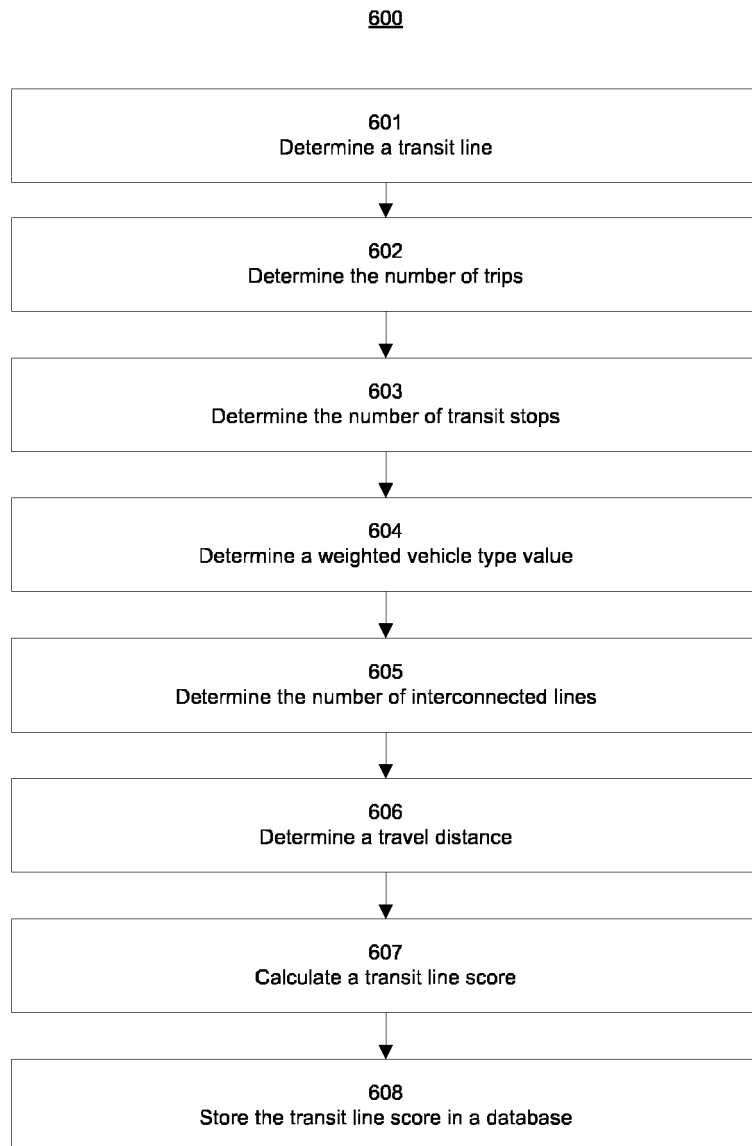 600
601
Determine a transit line
602
Determine the number of trips
603
Determine the number of transit stops
604
Determine a weighted vehicle type value
605
Determine the number of interconnected lines
606
Determine a travel distance
607
Calculate a transit line score
608
Store the transit line score in a database